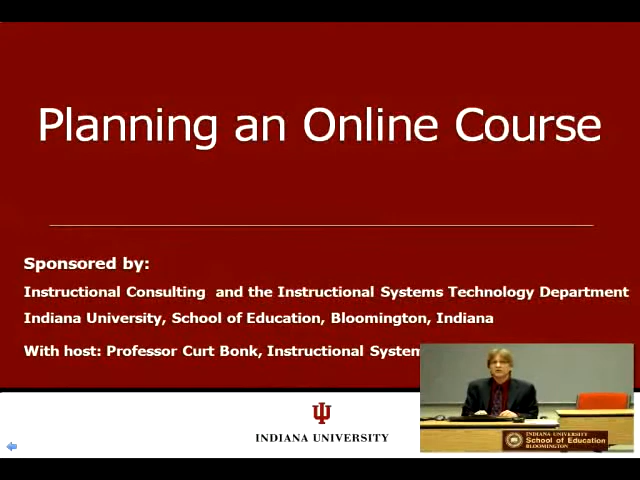 Planning an Online Course
Sponsored by:
Instructional Consulting and the Instructional Systems Technology Department
Indiana University, School of Education, Bloomington, Indiana
With host: Professor Curt Bonk, Instructional System
INDIANA UNIVERSITY
INDIANA UNIVERSITY
School of Education
BLOOMINGTON